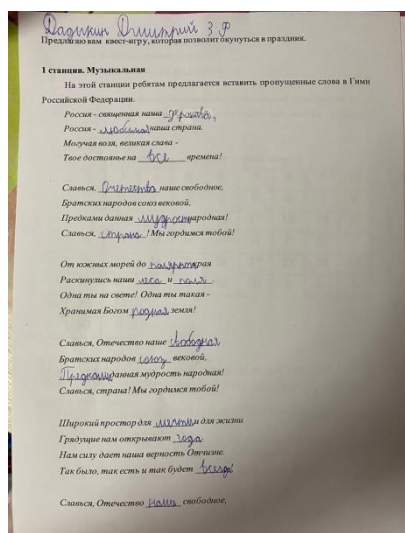 Дадыкин Дмитрий 3 Ф
Предлагаю вам квест-игру, которая позволит окунуться в праздник.
1 станция. Музыкальная
На этой станции ребятам предлагается вставить пропущенные слова в Гимн
Российской Федерации.
Россия - священная наша держава,
Россия - любимая наша страна.
Могучая воля, великая слава -
Твое достоянье на все времена!
Славься, Отечество наше свободное,
Братских народов союз вековой,
Предками данная мудрость народная!
Славься, страна! Мы гордимся тобой!
От южных морей до полярного края
Раскинулись наши леса и поля.
Одна ты на свете! Одна ты такая -
Хранимая Богом родная земля!
Славься, Отечество наше свободная
Братских народов союз вековой,
Предками данная мудрость народная!
Славься, страна! Мы гордимся тобой!
Широкий простор для мечты и для жизни
Грядущие нам открывают года
Нам силу дает наша верность Отчизне.
Так было, так есть и так будет всегда!
Славься, Отечество наше свободное,